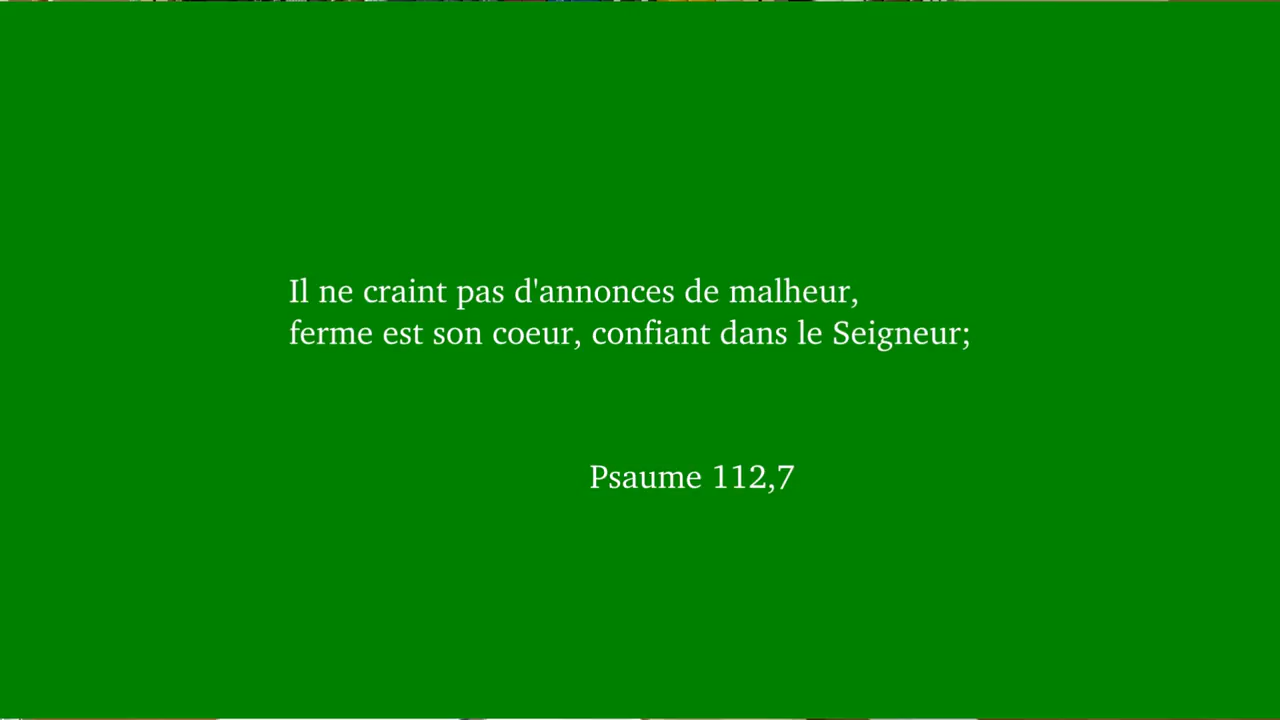 Il ne craint pas d'annonces de malheur,
ferme est son coeur, confiant dans le Seigneur;
Psaume 112,7